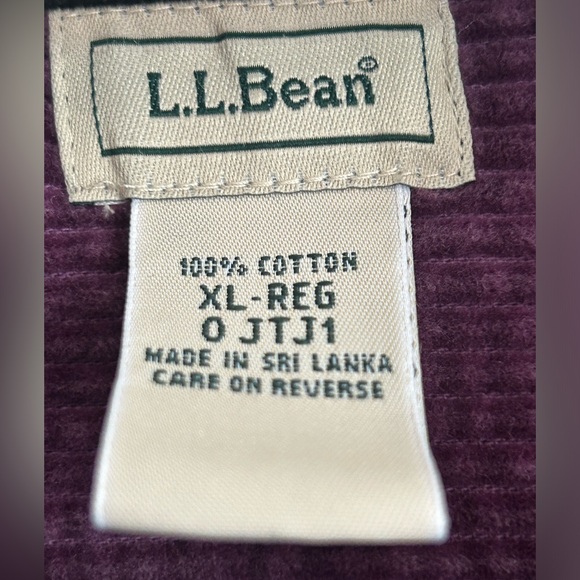 L.L.Bean®
100% COTTON
XL-REG
0 JTJ1
MADE IN SRI LANKA
CARE ON REVERSE